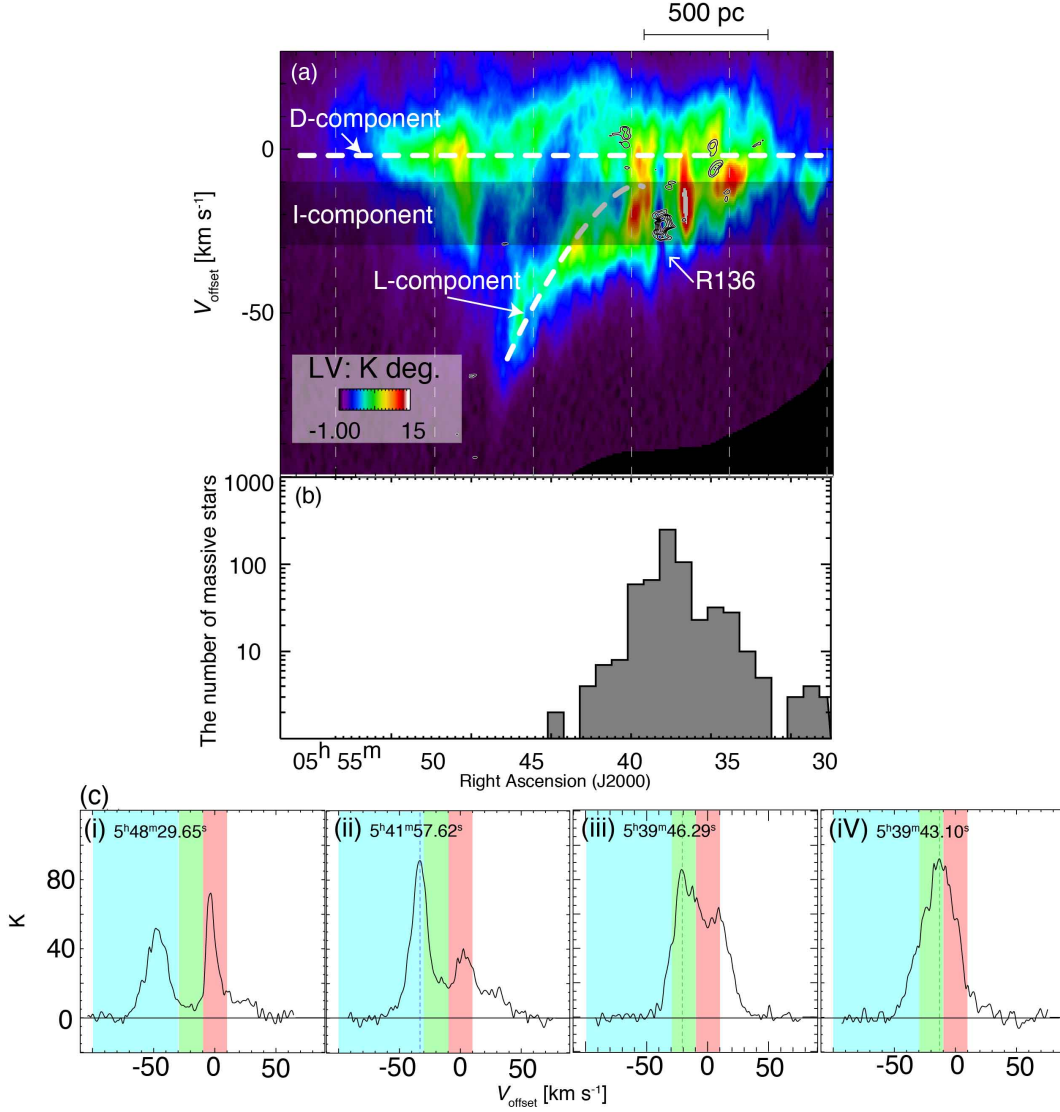 500 pc
(a)
D-component
I-component
L-component
R136
0
-50
V_offset [km s⁻¹]
LV: K deg.
-1.00 15
(b)
The number of massive stars
1000
100
10
05ʰ 55ᵐ 50 45 40 35 30
Right Ascension (J2000)
(c)
(i) 5ʰ48ᵐ29.65ˢ
(ii) 5ʰ41ᵐ57.62ˢ
(iii) 5ʰ39ᵐ46.29ˢ
(iV) 5ʰ39ᵐ43.10ˢ
K
80
40
0
-50 0 50 -50 0 50 -50 0 50 -50 0 50
V_offset [km s⁻¹]